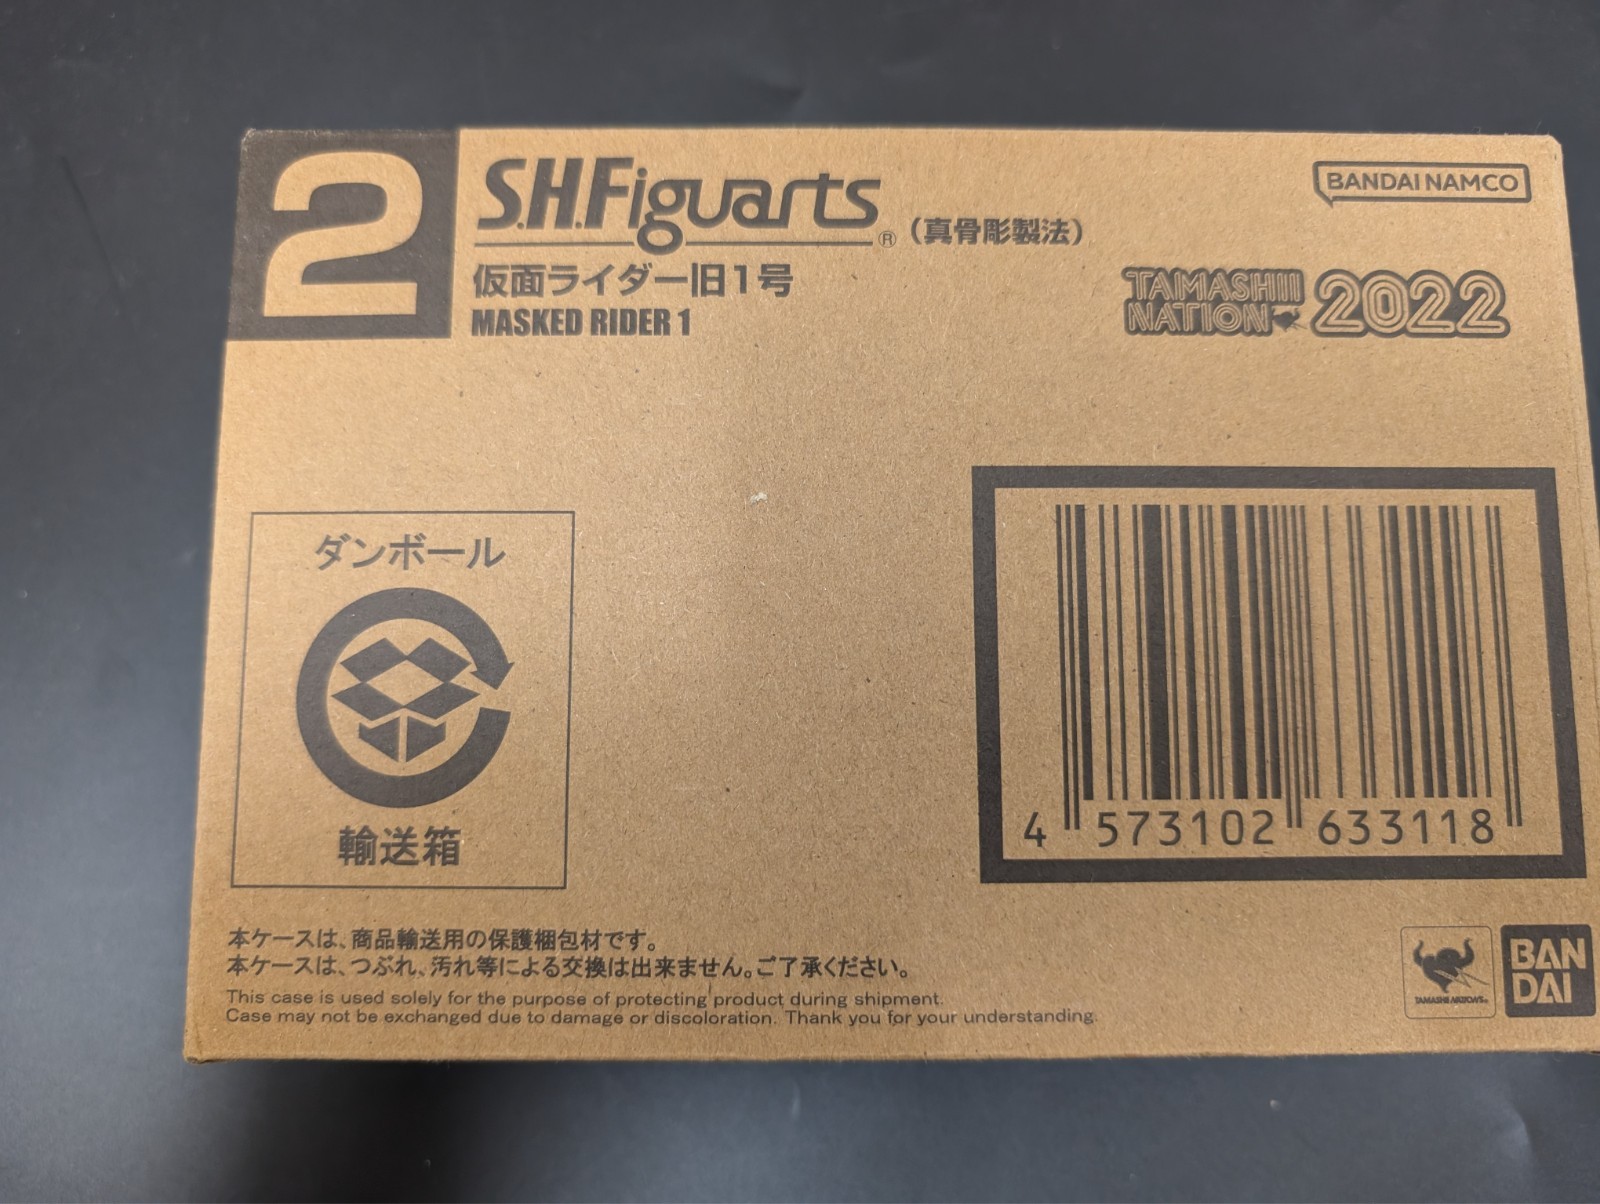 2
S.H.Figuarts® (真骨彫製法)
仮面ライダー旧1号
MASKED RIDER 1
BANDAI NAMCO
TAMASHII
NATION 2022
ダンボール
輸送箱
4 573102 633118
本ケースは、商品輸送用の保護梱包材です。
本ケースは、つぶれ、汚れ等による交換は出来ません。ご了承ください。
This case is used solely for the purpose of protecting product during shipment.
Case may not be exchanged due to damage or discoloration. Thank you for your understanding.
TAMASHII NATIONS
BAN
DAI